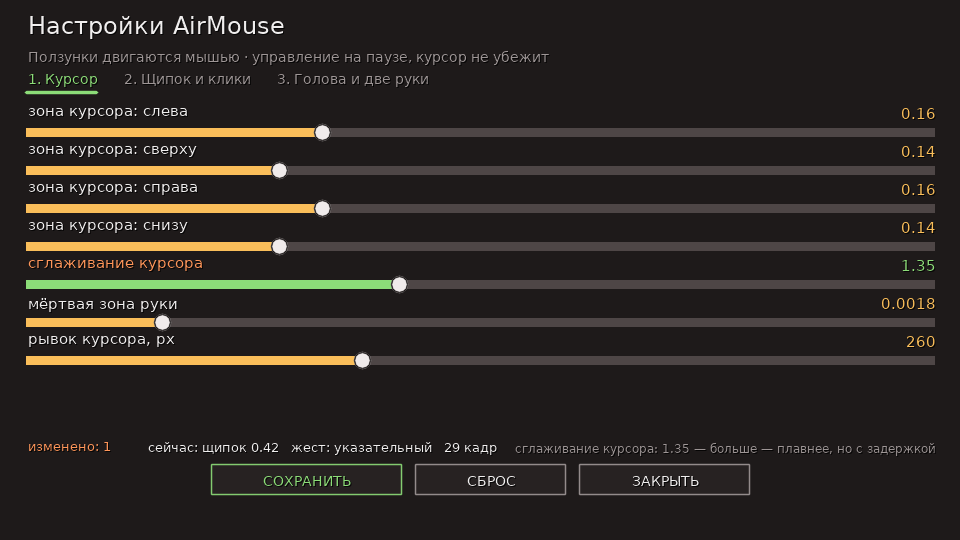 Настройки AirMouse
Ползунки двигаются мышью · управление на паузе, курсор не убежит
1. Курсор 2. Щипок и клики 3. Голова и две руки
зона курсора: слева 0.16
зона курсора: сверху 0.14
зона курсора: справа 0.16
зона курсора: снизу 0.14
сглаживание курсора 1.35
мёртвая зона руки 0.0018
рывок курсора, px 260
изменено: 1 сейчас: щипок 0.42 жест: указательный 29 кадр сглаживание курсора: 1.35 — больше — плавнее, но с задержкой
СОХРАНИТЬ СБРОС ЗАКРЫТЬ